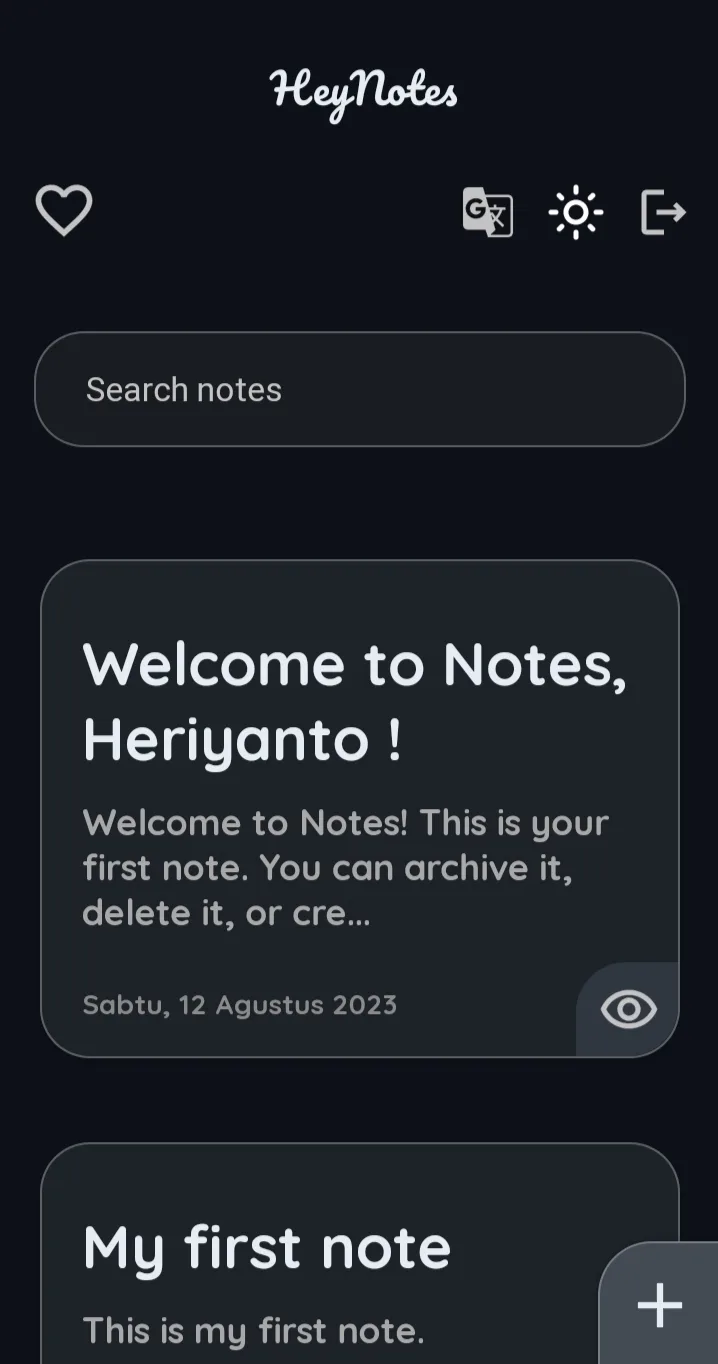 HeyNotes
G 文
Search notes
Welcome to Notes,
Heriyanto !
Welcome to Notes! This is your
first note. You can archive it,
delete it, or cre...
Sabtu, 12 Agustus 2023
My first note
This is my first note.